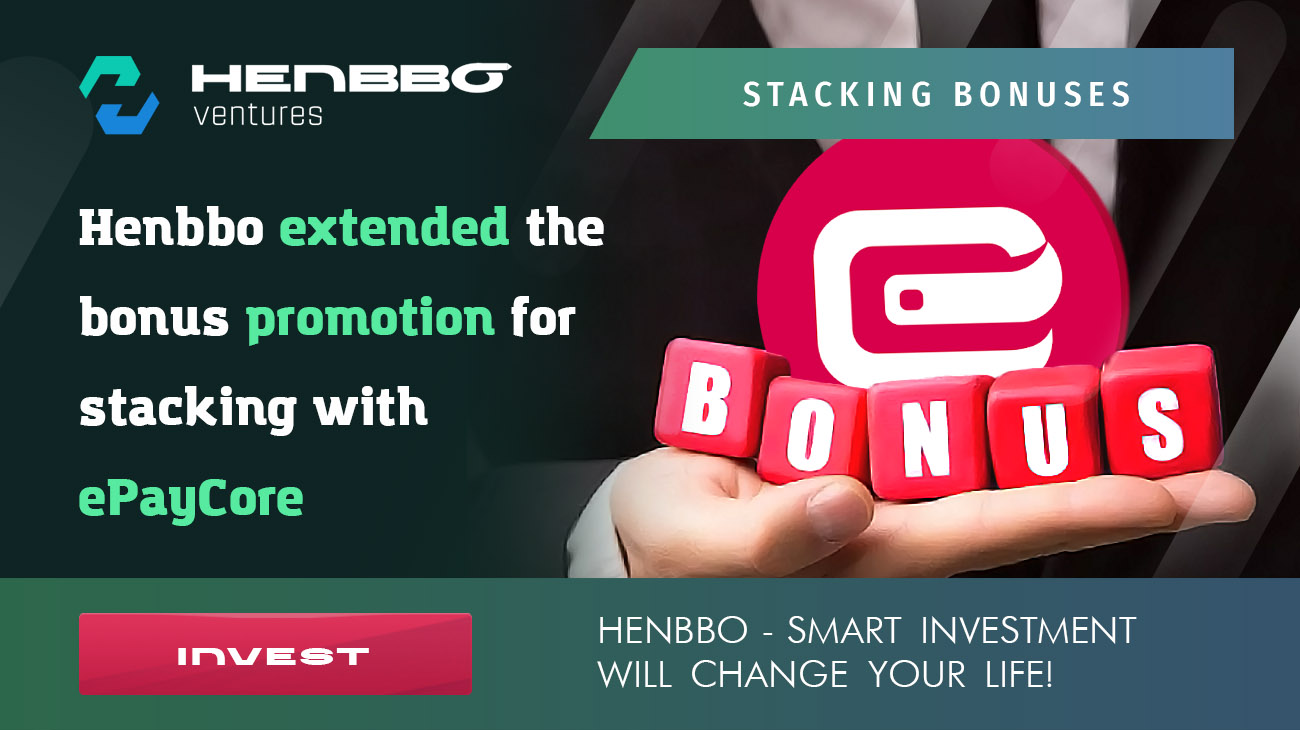 HENBBO
ventures
STACKING BONUSES
Henbbo extended the
bonus promotion for
stacking with
ePayCore
BONUS
INVEST
HENBBO - SMART INVESTMENT
WILL CHANGE YOUR LIFE!